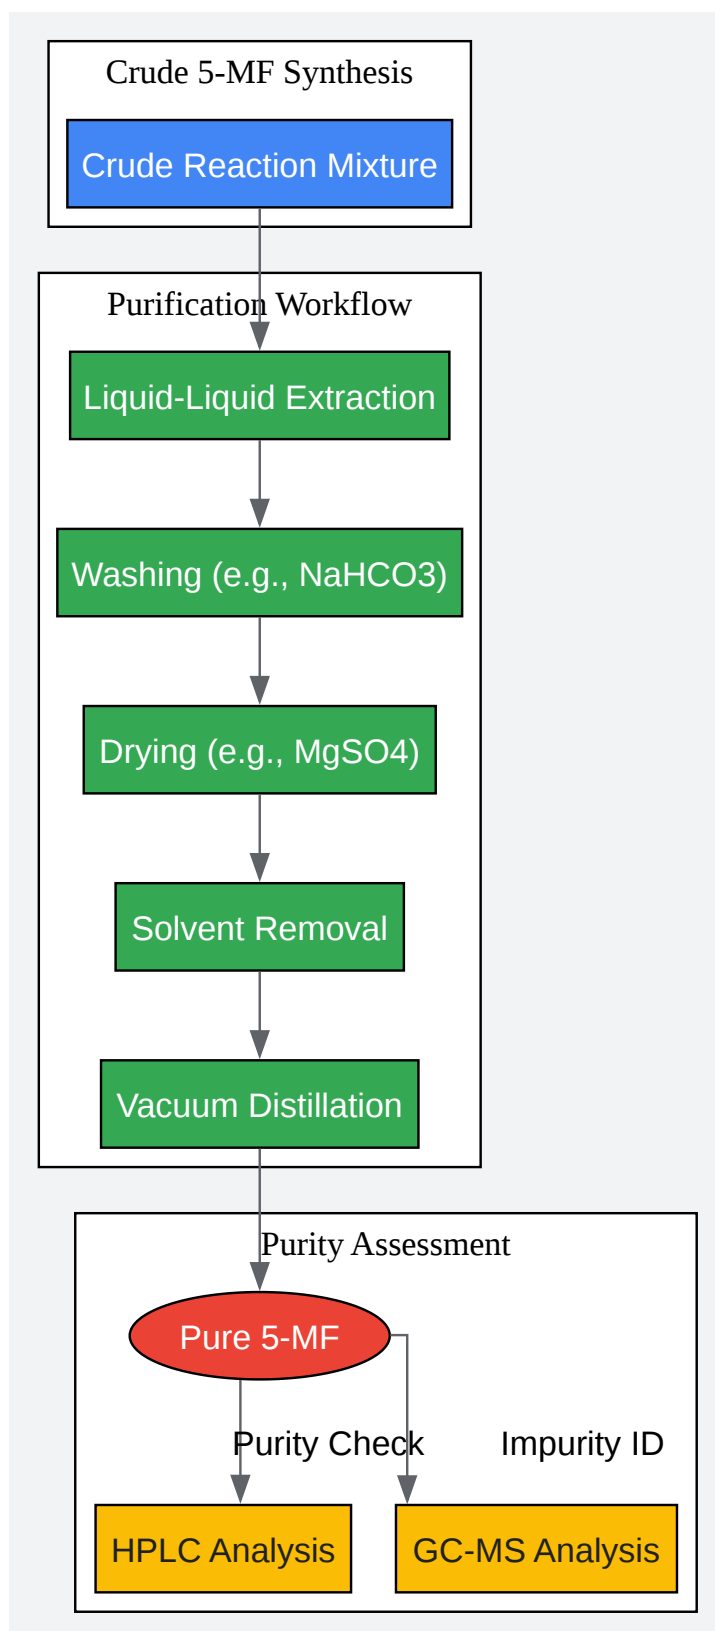 Crude 5-MF Synthesis
Crude Reaction Mixture
Purification Workflow
Liquid-Liquid Extraction
Washing (e.g., NaHCO3)
Drying (e.g., MgSO4)
Solvent Removal
Vacuum Distillation
Purity Assessment
Pure 5-MF
Purity Check
Impurity ID
HPLC Analysis
GC-MS Analysis